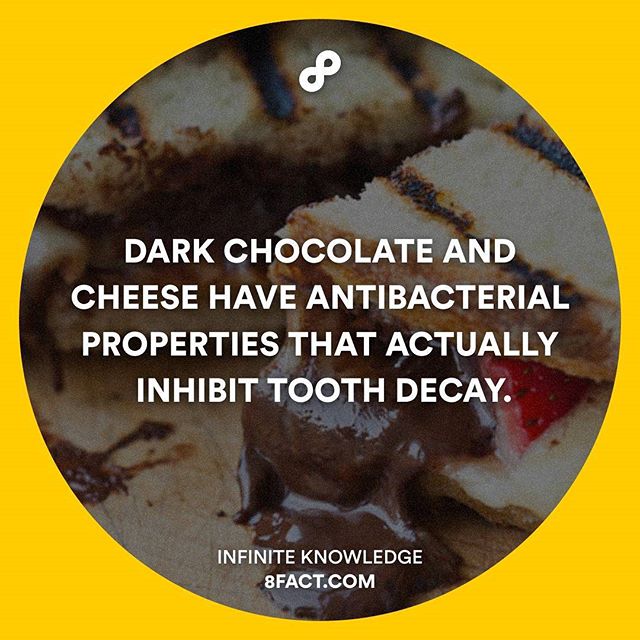 DARK CHOCOLATE AND
CHEESE HAVE ANTIBACTERIAL
PROPERTIES THAT ACTUALLY
INHIBIT TOOTH DECAY.
INFINITE KNOWLEDGE
8FACT.COM